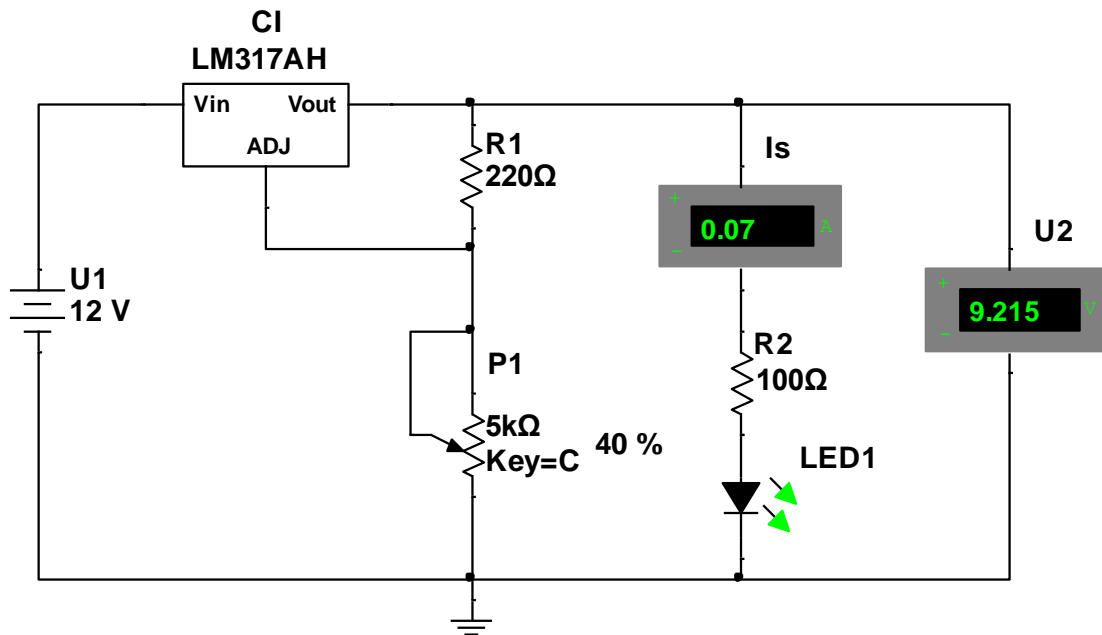 CI
LM317AH
Vin Vout
ADJ
R1
220Ω
Is
+
0.07 A
-
U2
+
9.215 V
-
U1
12 V
P1
5kΩ
Key=C
40 %
R2
100Ω
LED1